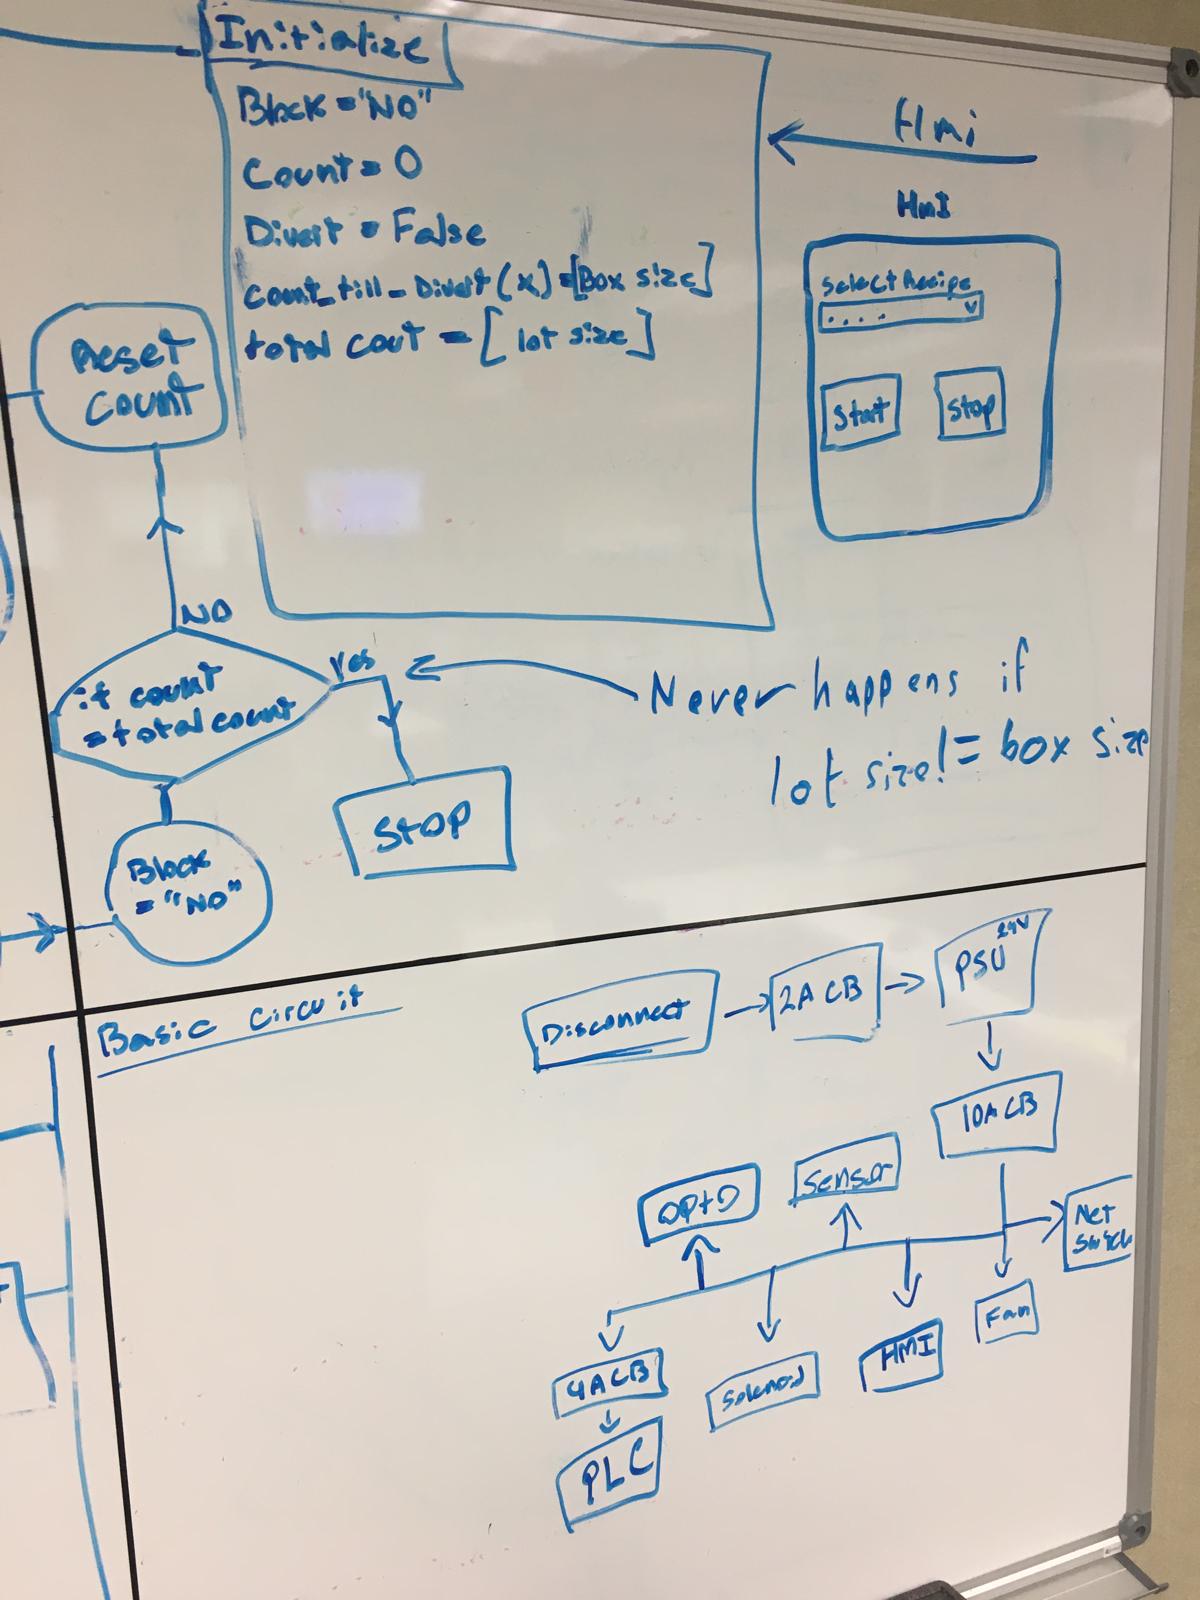 Initialize
Block = "NO"
Count = 0
Divert = False
count_till_Divert (x) = [Box size]
total cout = [ lot size ]
Hmi
HmI
Select Recipe
. . . . v
Start
Stop
Reset
Count
NO
if count
= total count
Yes
Never happens if
lot size != box size
STOP
Block
= "NO"
Basic circuit
Disconnect
2A CB
PSU 24V
10A CB
OPTO
Sensor
Net
Switch
Fan
HMI
Solenoid
4A CB
PLC